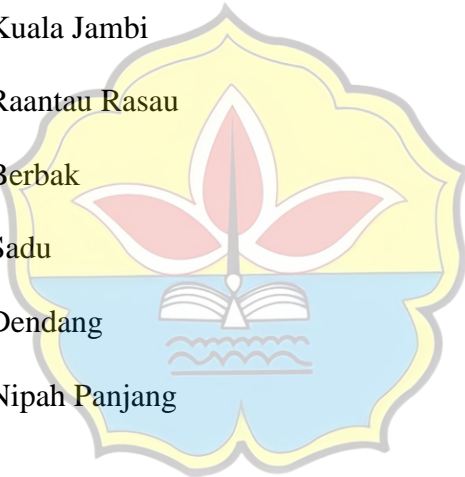 Kuala Jambi
Raantau Rasau
Berbak
Sadu
Dendang
Nipah Panjang